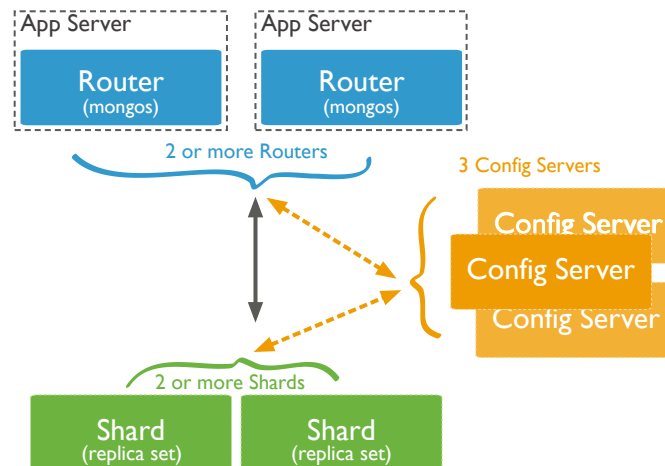 App Server
App Server
Router
(mongos)
Router
(mongos)
2 or more Routers
3 Config Servers
Config Server
Config Server
Config Server
2 or more Shards
Shard
(replica set)
Shard
(replica set)